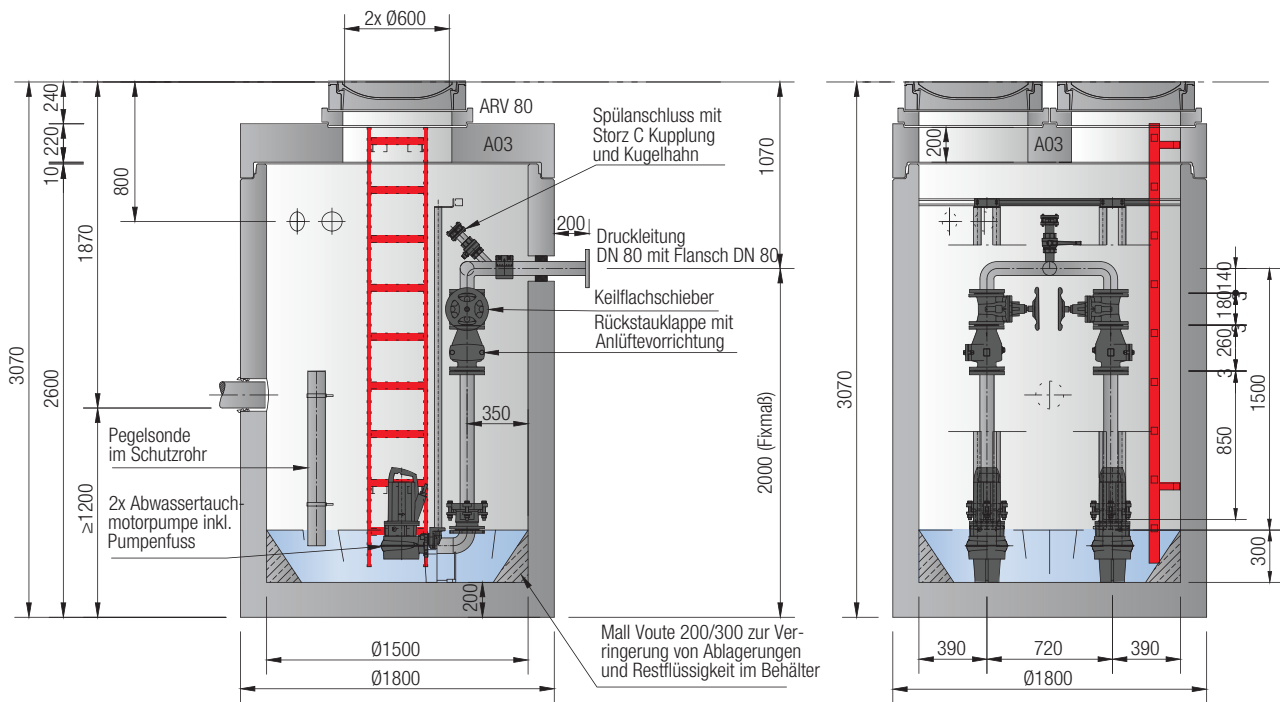 2x Ø600
ARV 80
A03
Spülanschluss mit
Storz C Kupplung
und Kugelhahn
200
Druckleitung
DN 80 mit Flansch DN 80
Keilflachschieber
Rückstauklappe mit
Anlüftevorrichtung
350
Pegelsonde
im Schutzrohr
2x Abwassertauch-
motorpumpe inkl.
Pumpenfuss
Mall Voute 200/300 zur Ver-
ringerung von Ablagerungen
und Restflüssigkeit im Behälter
3070
240
220
10
2600
800
1870
≥1200
200
1070
2000 (Fixmaß)
Ø1500
Ø1800
3070
200
A03
140
3
180
3
260
3
850
1500
300
390
720
390
Ø1800